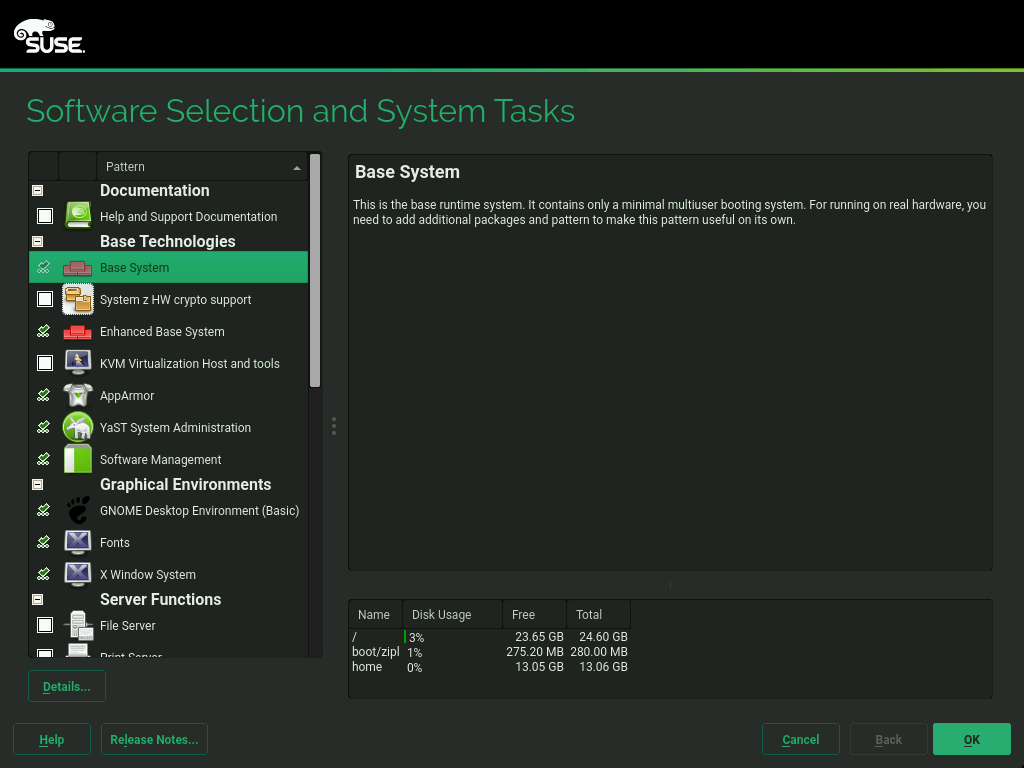 SUSE.
Software Selection and System Tasks
Pattern
Documentation
Help and Support Documentation
Base Technologies
Base System
System z HW crypto support
Enhanced Base System
KVM Virtualization Host and tools
AppArmor
YaST System Administration
Software Management
Graphical Environments
GNOME Desktop Environment (Basic)
Fonts
X Window System
Server Functions
File Server
Print Server
Details...
Base System
This is the base runtime system. It contains only a minimal multiuser booting system. For running on real hardware, you
need to add additional packages and pattern to make this pattern useful on its own.
Name Disk Usage Free Total
/ 3% 23.65 GB 24.60 GB
boot/zipl 1% 275.20 MB 280.00 MB
home 0% 13.05 GB 13.06 GB
Help Release Notes... Cancel Back OK